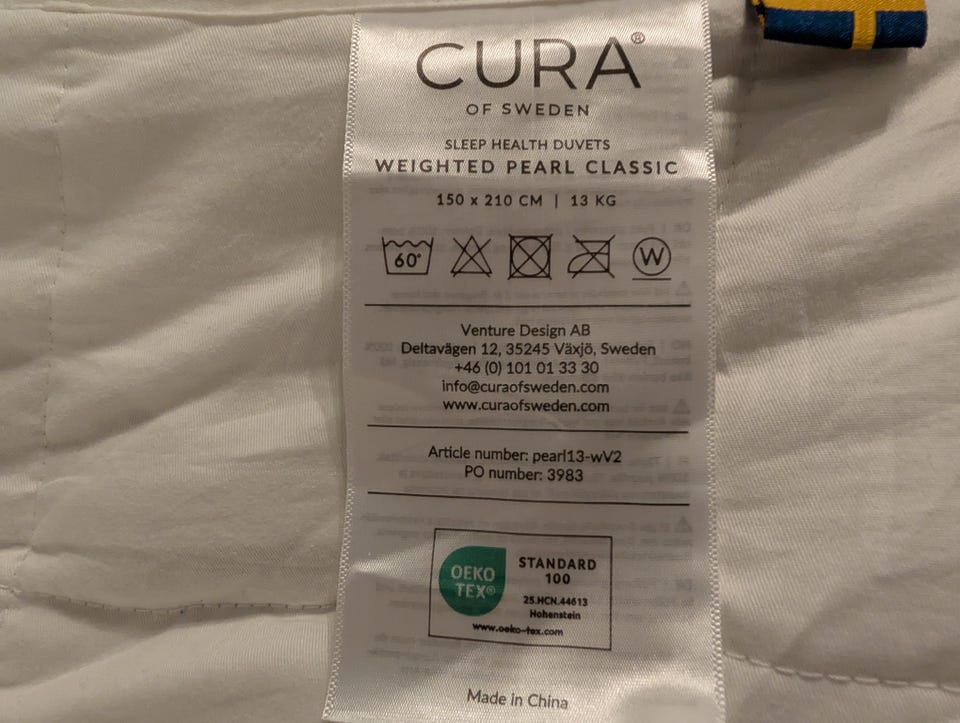 CURA®
OF SWEDEN
SLEEP HEALTH DUVETS
WEIGHTED PEARL CLASSIC
150 x 210 CM | 13 KG
60°
W
Venture Design AB
Deltavägen 12, 35245 Växjö, Sweden
+46 (0) 101 01 33 30
info@curaofsweden.com
www.curaofsweden.com
Article number: pearl13-wV2
PO number: 3983
OEKO
TEX®
STANDARD
100
25.HCN.44613
Hohenstein
www.oeko-tex.com
Made in China